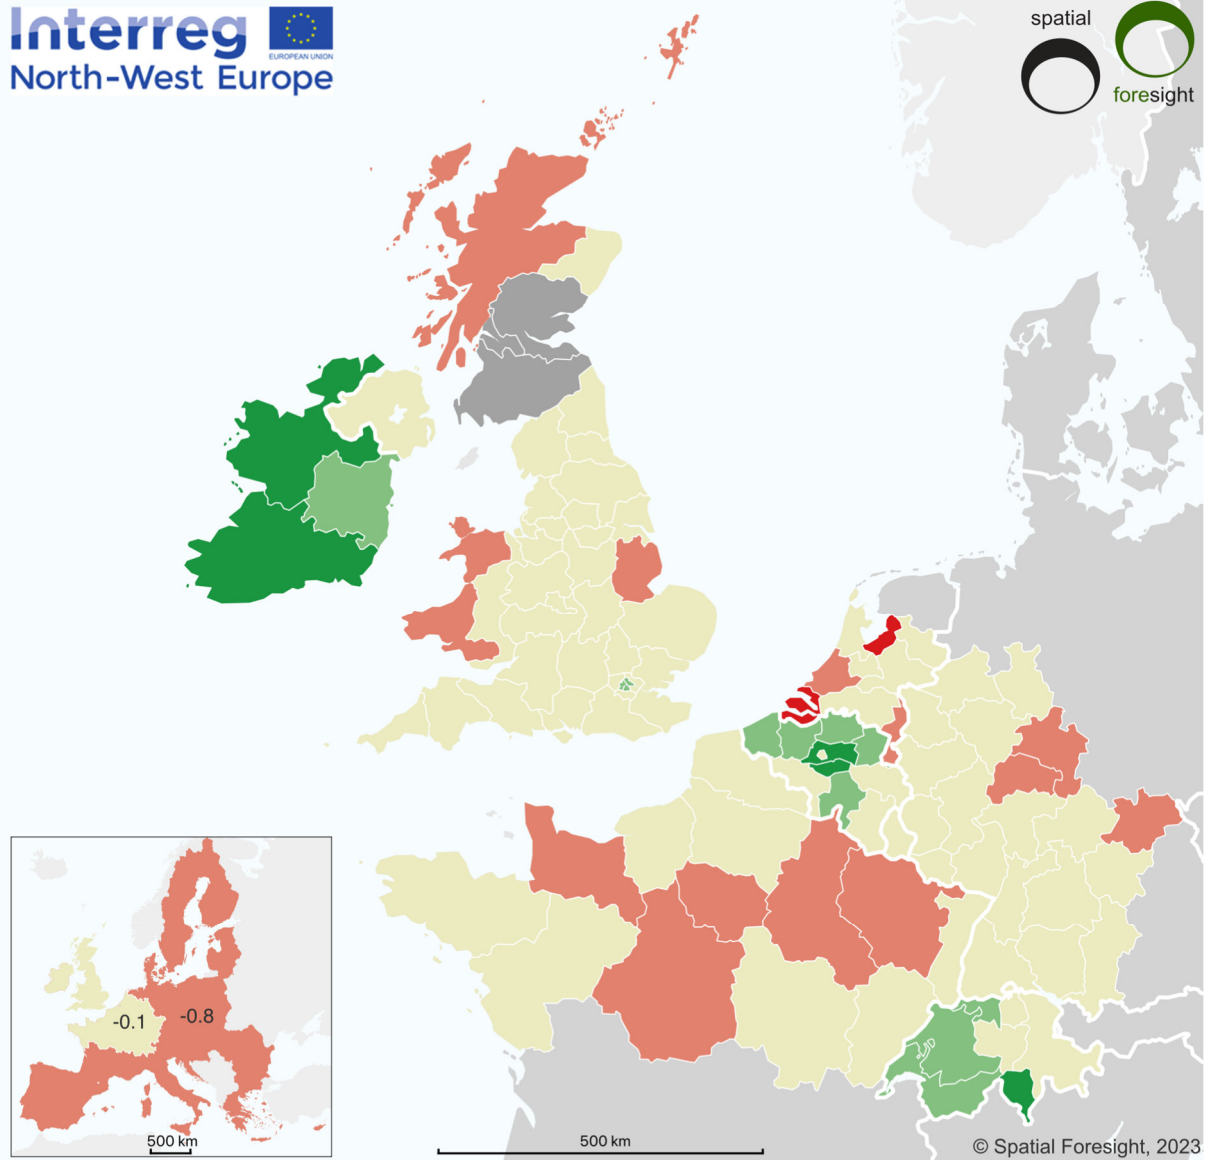 Interreg
EUROPEAN UNION
North-West Europe
spatial
foresight
-0.1
-0.8
500 km
500 km
© Spatial Foresight, 2023